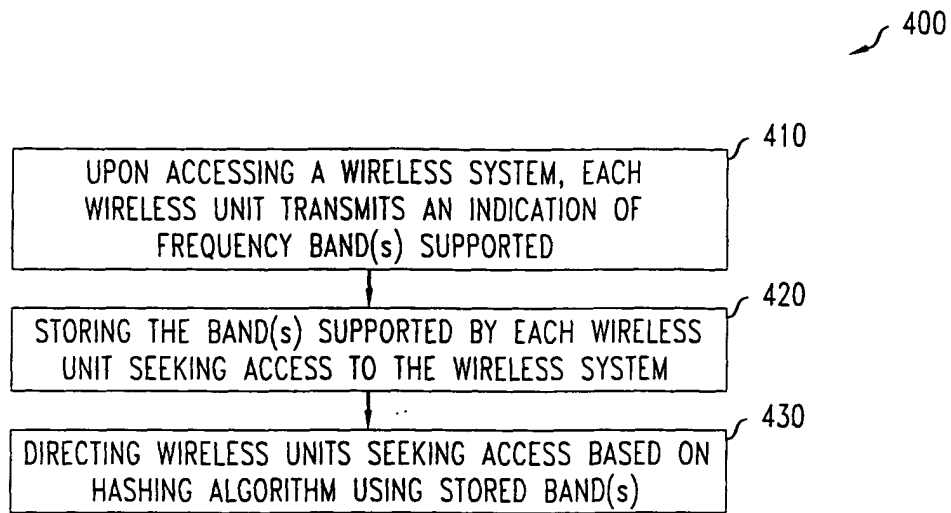 400
410
UPON ACCESSING A WIRELESS SYSTEM, EACH
WIRELESS UNIT TRANSMITS AN INDICATION OF
FREQUENCY BAND(s) SUPPORTED
420
STORING THE BAND(s) SUPPORTED BY EACH WIRELESS
UNIT SEEKING ACCESS TO THE WIRELESS SYSTEM
430
DIRECTING WIRELESS UNITS SEEKING ACCESS BASED ON
HASHING ALGORITHM USING STORED BAND(s)